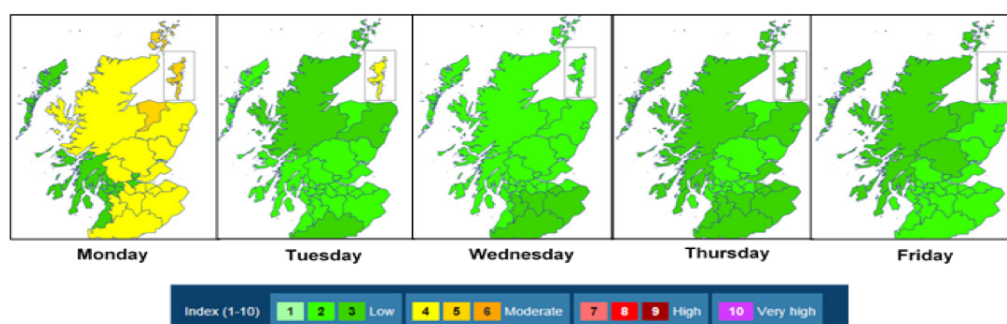 Monday Tuesday Wednesday Thursday Friday
Index (1-10) 1 2 3 Low 4 5 6 Moderate 7 8 9 High 10 Very high